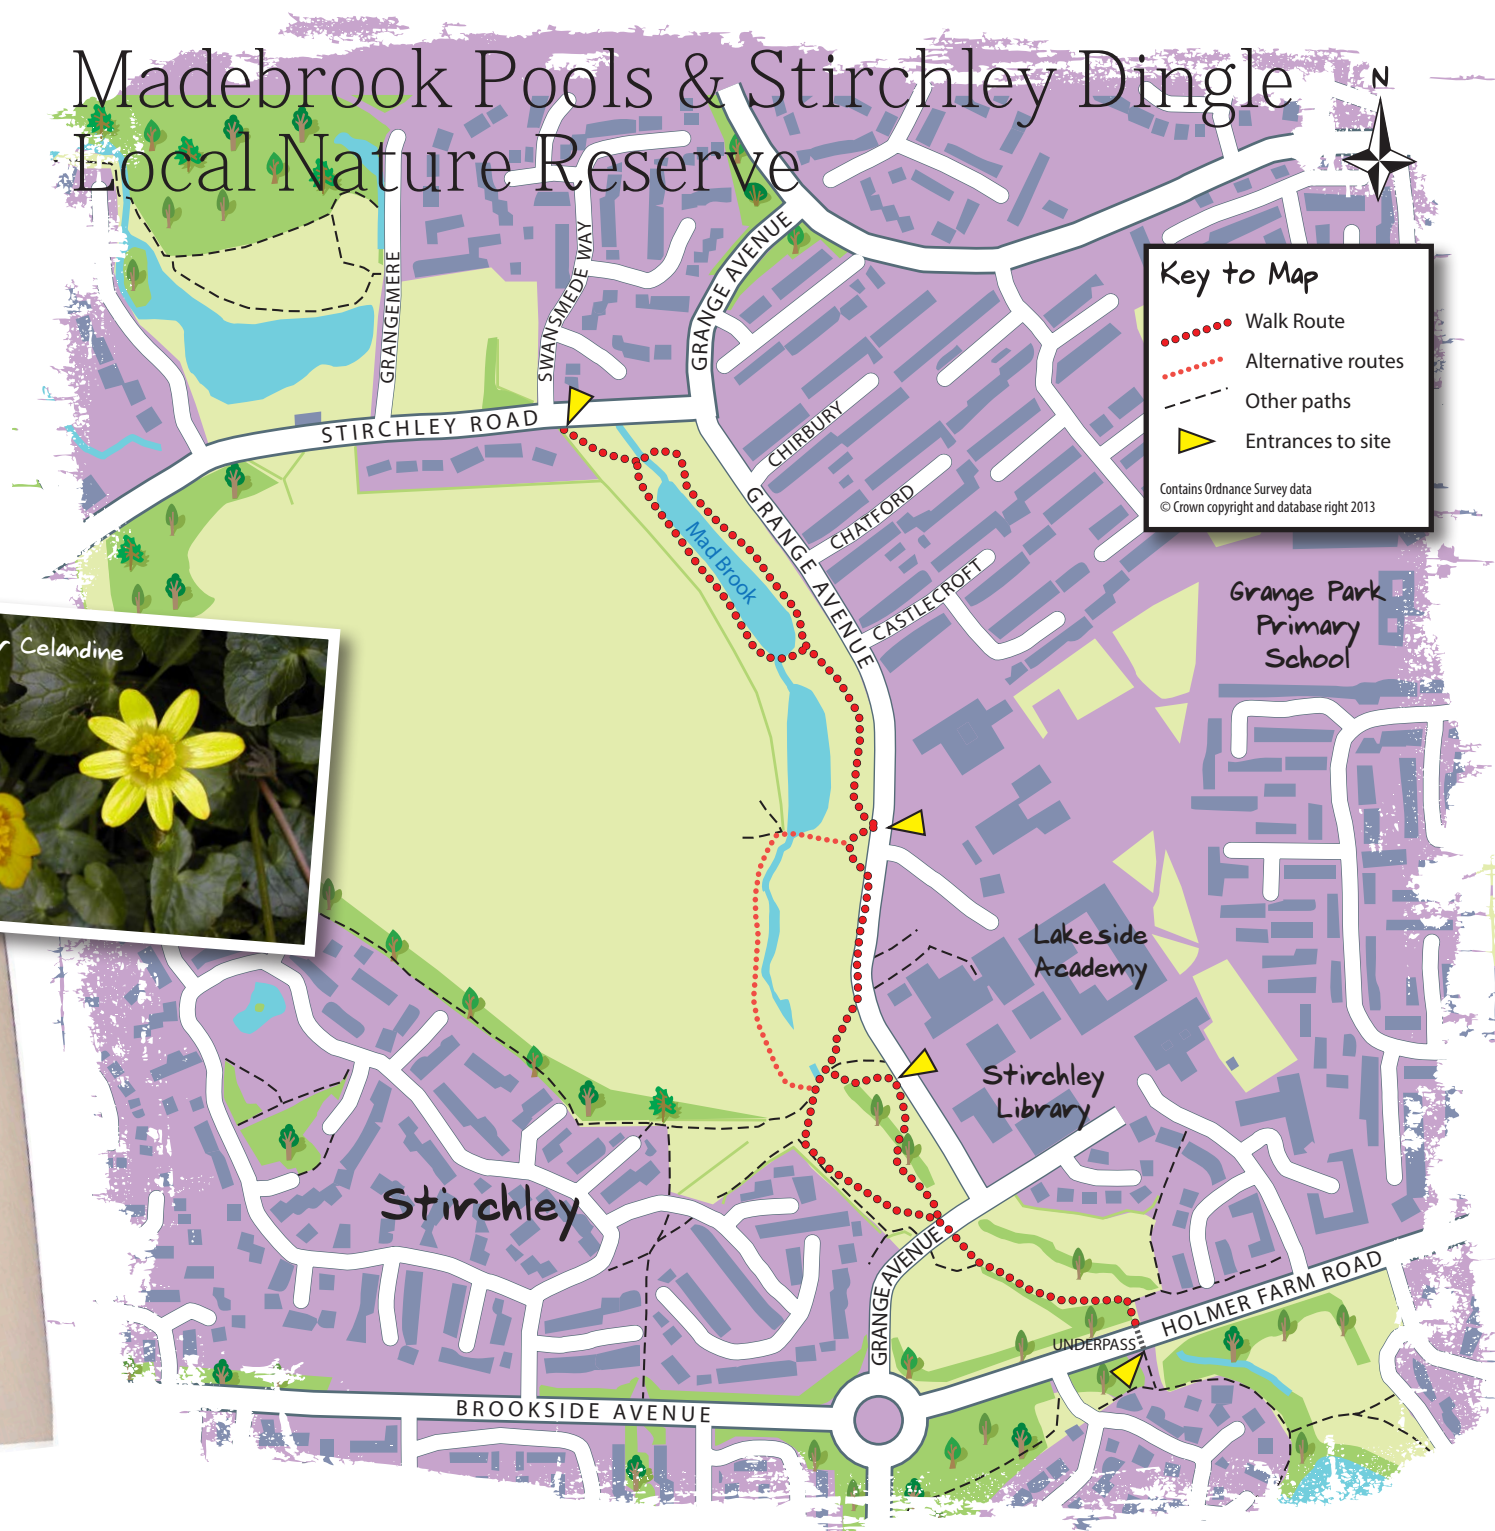 Madebrook Pools & Stirchley Dingle
Local Nature Reserve
N
Key to Map
Walk Route
Alternative routes
Other paths
Entrances to site
Contains Ordnance Survey data
© Crown copyright and database right 2013
GRANGEMERE
SWANSMEDE WAY
GRANGE AVENUE
STIRCHLEY ROAD
CHIRBURY
GRANGE AVENUE
CHATFORD
CASTLECROFT
Mad Brook
Grange Park
Primary
School
Celandine
Lakeside
Academy
Stirchley
Library
Stirchley
GRANGE AVENUE
HOLMER FARM ROAD
UNDERPASS
BROOKSIDE AVENUE